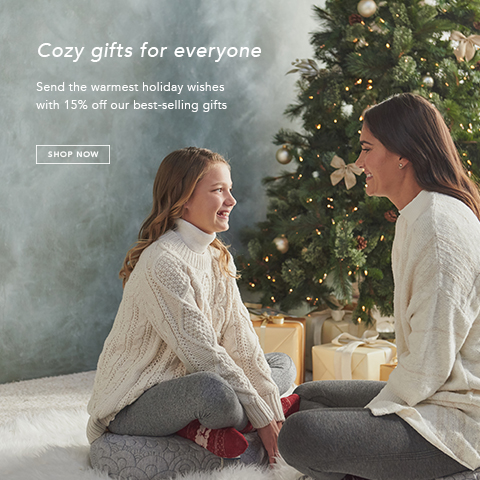 Cozy gifts for everyone
Send the warmest holiday wishes
with 15% off our best-selling gifts
SHOP NOW